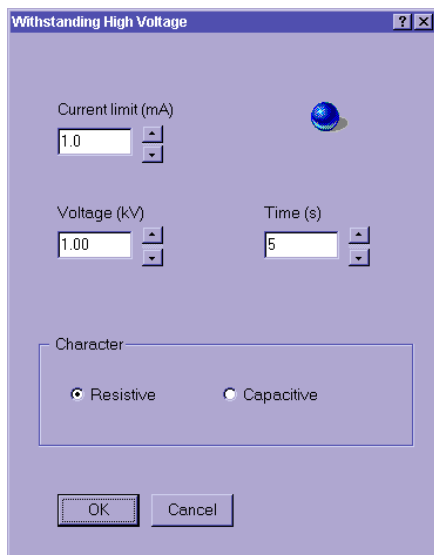 Withstanding High Voltage
Current limit (mA)
1.0
Voltage (kV) Time (s)
1.00 5
Character
Resistive Capacitive
OK Cancel